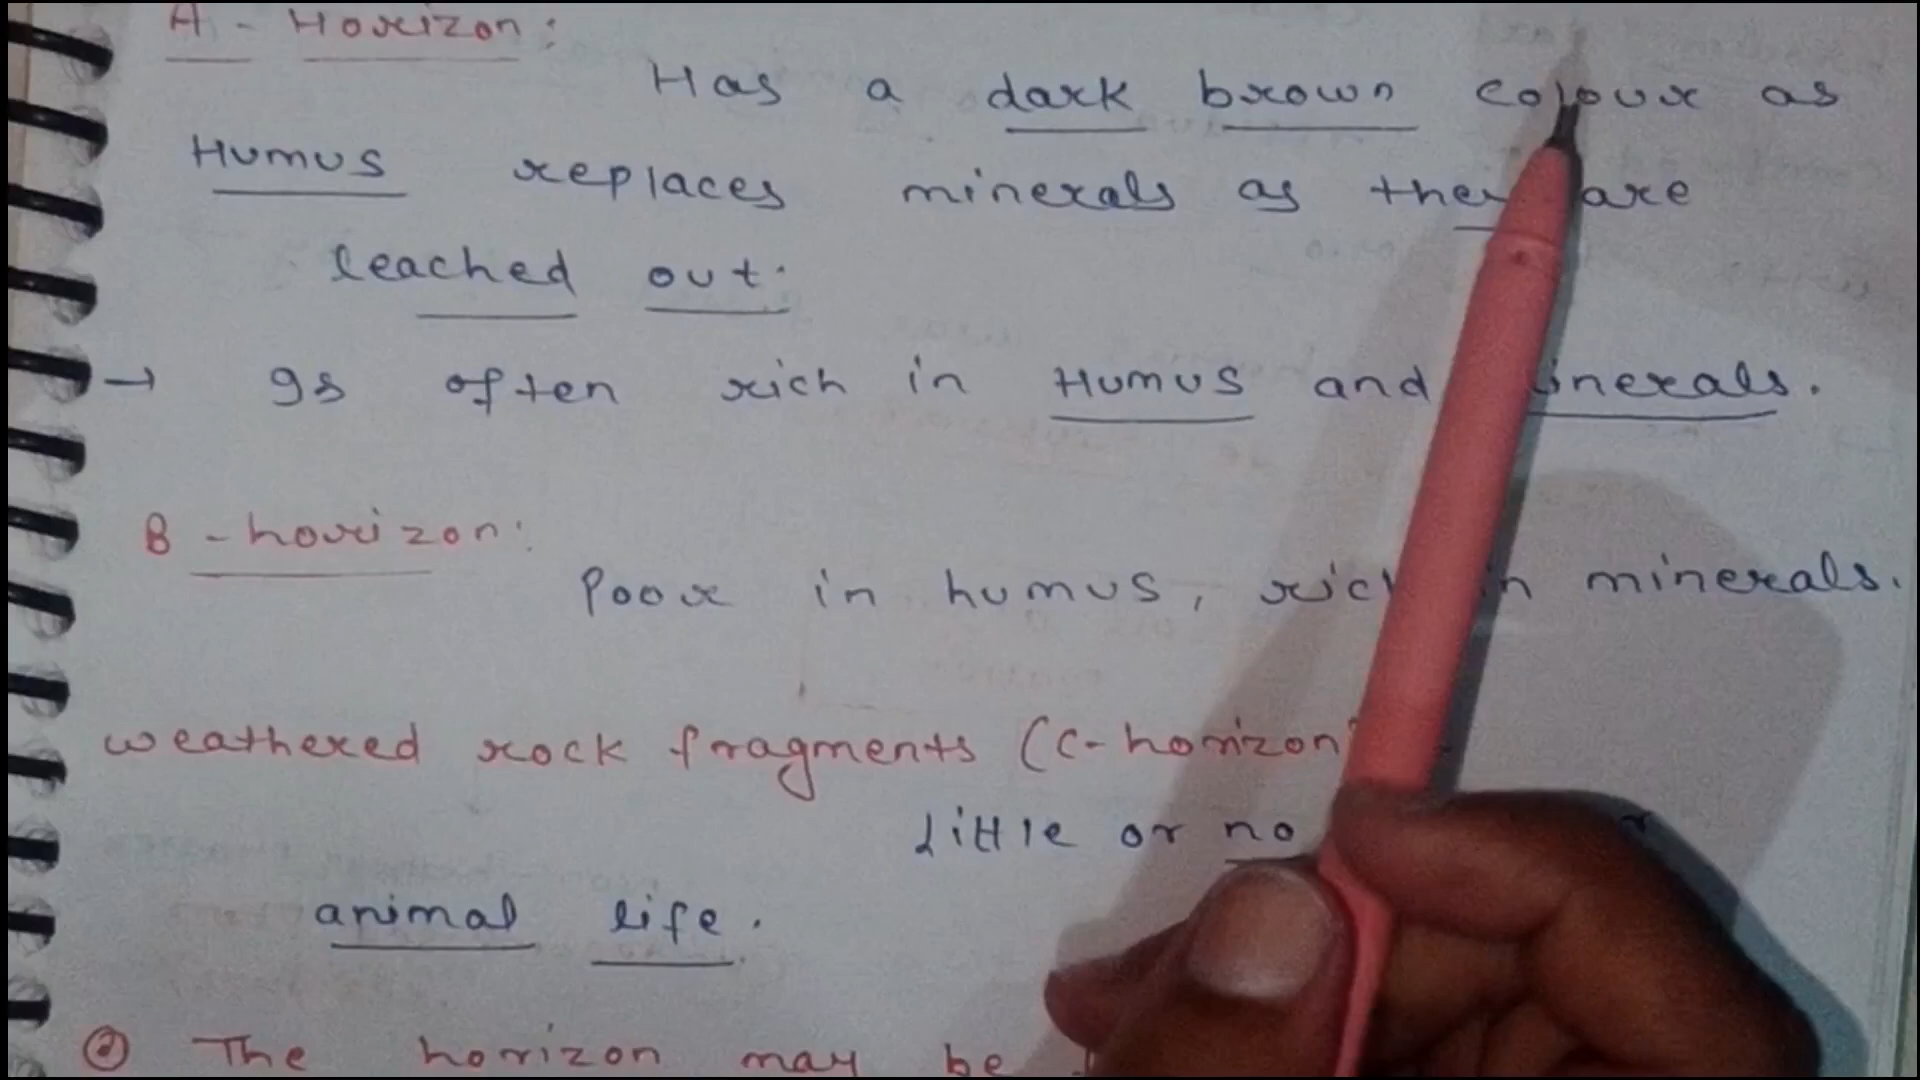 A - Horizon:
Has a dark brown colour as
Humus replaces minerals as they are
leached out.
→ Is often rich in Humus and minerals.
B - horizon:
Poor in humus, rich in minerals.
weathered rock fragments (C- horizon)
Little or no
animal life.
② The horizon may be